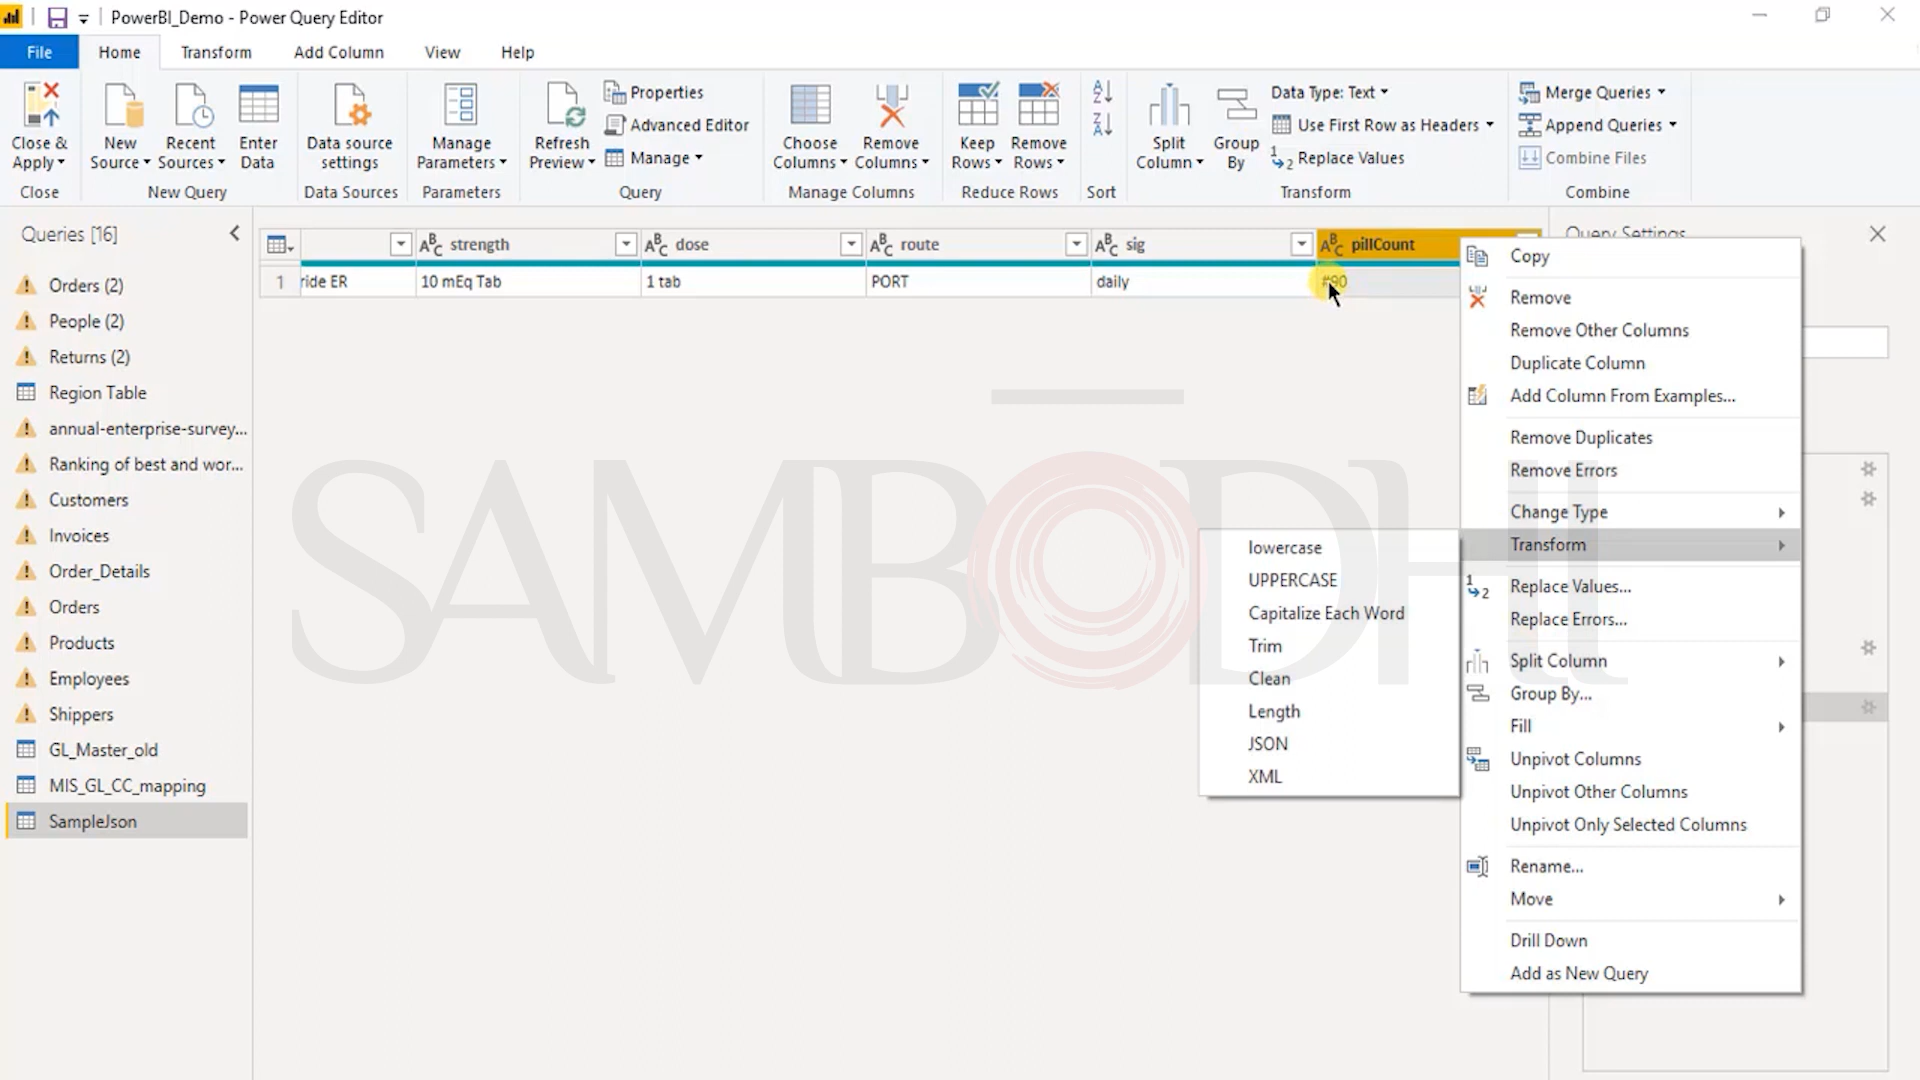 PowerBI_Demo - Power Query Editor
File Home Transform Add Column View Help
Close & Apply
New Source
Recent Sources
Enter Data
Data source settings
Manage Parameters
Refresh Preview
Properties
Advanced Editor
Manage
Choose Columns
Remove Columns
Keep Rows
Remove Rows
Split Column
Group By
Data Type: Text
Use First Row as Headers
Replace Values
Merge Queries
Append Queries
Combine Files
Close New Query Data Sources Parameters Query Manage Columns Reduce Rows Sort Transform Combine
Queries [16]
Orders (2)
People (2)
Returns (2)
Region Table
annual-enterprise-survey...
Ranking of best and wor...
Customers
Invoices
Order_Details
Orders
Products
Employees
Shippers
GL_Master_old
MIS_GL_CC_mapping
SampleJson
strength dose route sig pillCount
1 ride ER 10 mEq Tab 1 tab PORT daily #90
Query Settings
SAMBODHI
Copy
Remove
Remove Other Columns
Duplicate Column
Add Column From Examples...
Remove Duplicates
Remove Errors
Change Type
Transform
Replace Values...
Replace Errors...
Split Column
Group By...
Fill
Unpivot Columns
Unpivot Other Columns
Unpivot Only Selected Columns
Rename...
Move
Drill Down
Add as New Query
lowercase
UPPERCASE
Capitalize Each Word
Trim
Clean
Length
JSON
XML